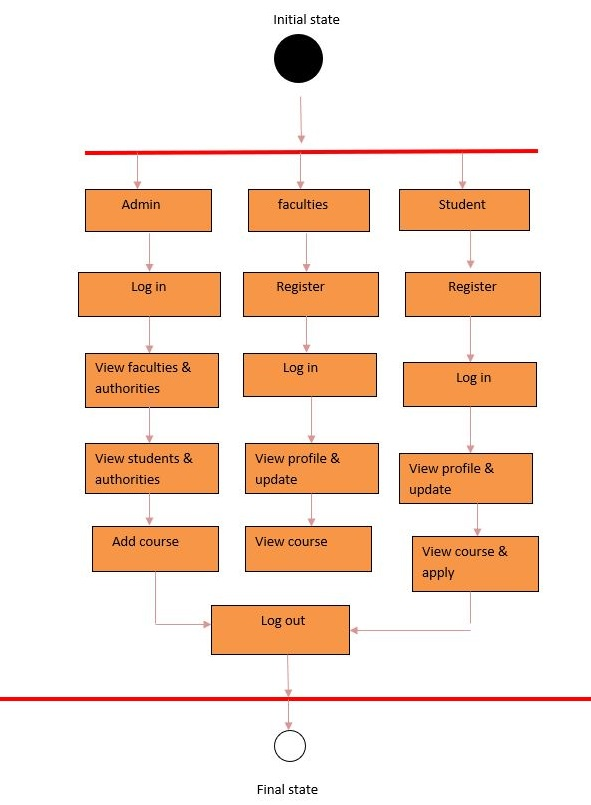 Initial state
Admin
faculties
Student
Log in
Register
Register
View faculties &
authorities
Log in
Log in
View students &
authorities
View profile &
update
View profile &
update
Add course
View course
View course &
apply
Log out
Final state